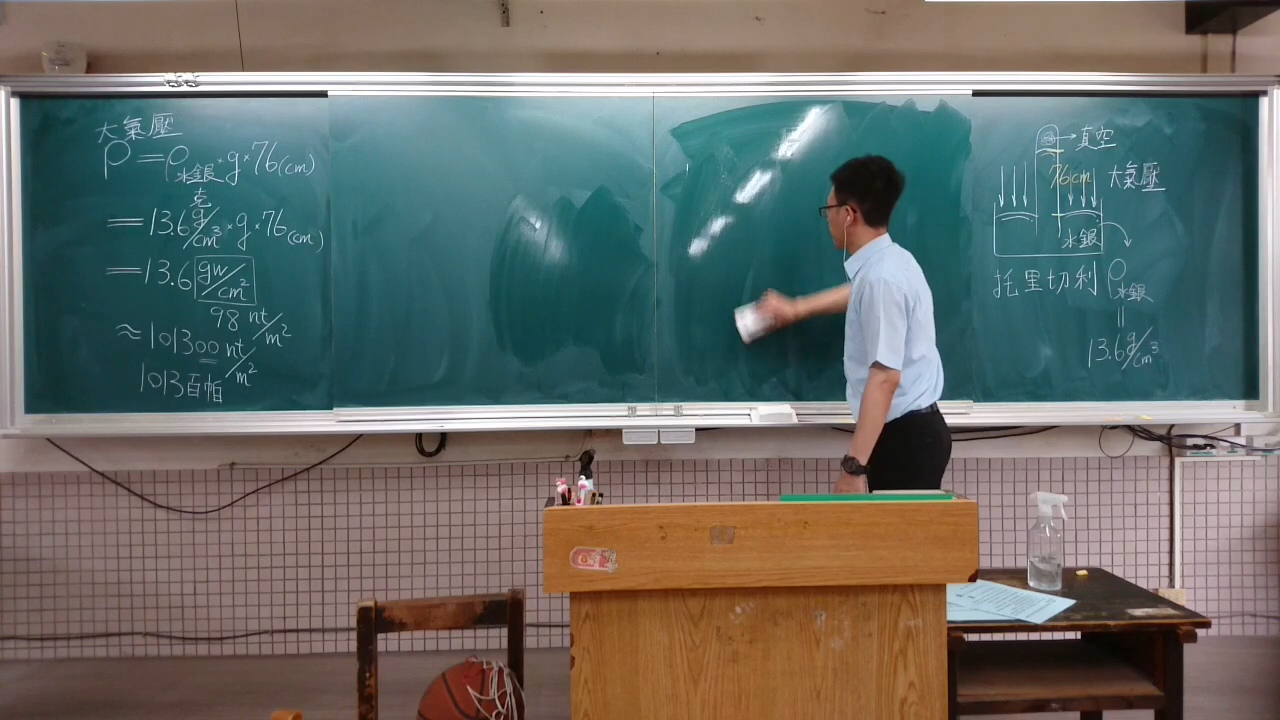 大氣壓
P=ρ水銀×g×76(cm)
克
=13.6g/cm³×g×76(cm)
=13.6 gw/cm²
98 nt/m²
≈101300 nt/m²
1013百帕
真空
76cm 大氣壓
水銀
托里切利 ρ水銀
=
13.6g/cm³